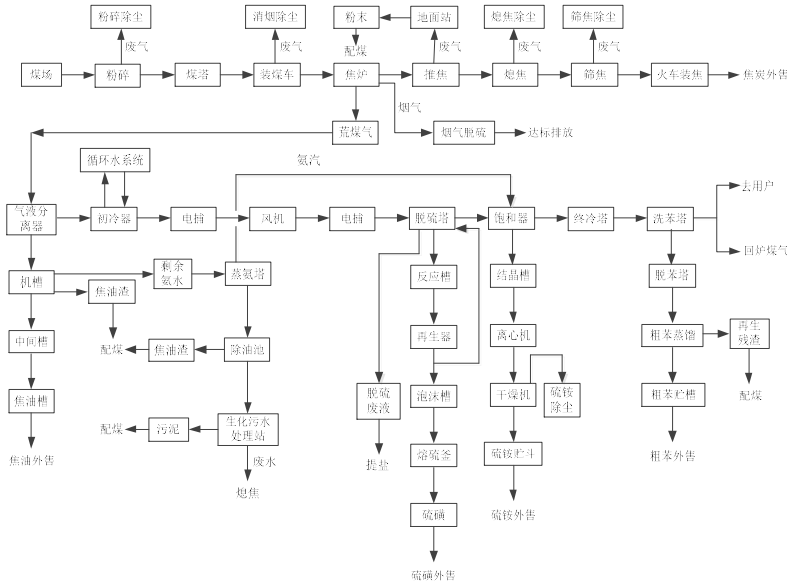 粉碎除尘
消烟除尘
粉末
地面站
熄焦除尘
筛焦除尘
废气
废气
配煤
废气
废气
废气
煤场
粉碎
煤塔
装煤车
焦炉
推焦
熄焦
筛焦
火车装焦
焦炭外售
烟气
荒煤气
烟气脱硫
达标排放
循环水系统
氨汽
去用户
气液分
离器
初冷器
电捕
风机
电捕
脱硫塔
饱和器
终冷塔
洗苯塔
回炉煤气
机槽
剩余
氨水
蒸氨塔
反应槽
结晶槽
脱苯塔
焦油渣
中间槽
配煤
焦油渣
除油池
再生器
离心机
粗苯蒸馏
再生
残渣
焦油槽
脱硫
废液
泡沫槽
干燥机
硫铵
除尘
粗苯贮槽
配煤
配煤
污泥
生化污水
处理站
焦油外售
废水
提盐
熔硫釜
硫铵贮斗
粗苯外售
熄焦
硫磺
硫铵外售
硫磺外售